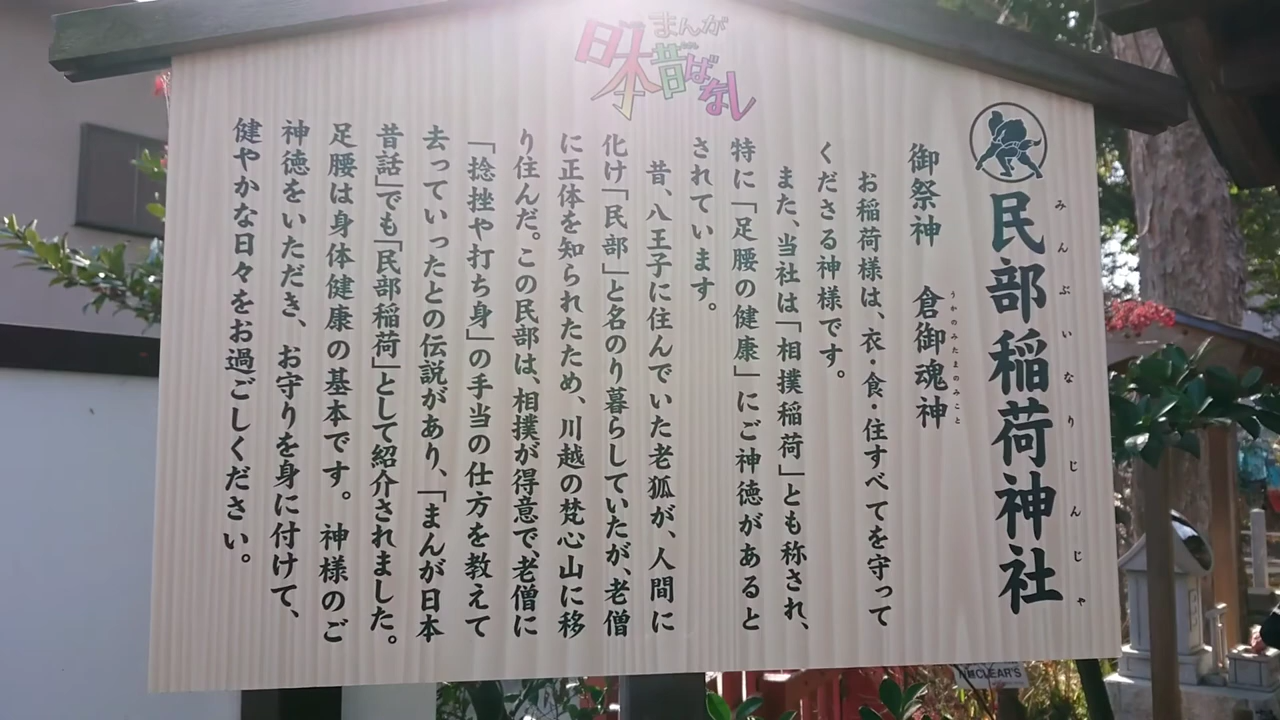 まんが
日本昔ばなし
民部稲荷神社
みんぶいなりじんじゃ
御祭神 倉御魂神
うかのみたまのみこと
お稲荷様は、衣・食・住すべてを守って
くださる神様です。
また、当社は「相撲稲荷」とも称され、
特に「足腰の健康」にご神徳があると
されています。
昔、八王子に住んでいた老狐が、人間に
化け「民部」と名のり暮らしていたが、老僧
に正体を知られたため、川越の梵心山に移
り住んだ。この民部は、相撲が得意で、老僧に
「捻挫や打ち身」の手当の仕方を教えて
去っていったとの伝説があり、「まんが日本
昔話」でも「民部稲荷」として紹介されました。
足腰は身体健康の基本です。神様のご
神徳をいただき、お守りを身に付けて、
健やかな日々をお過ごしください。
CLEAR'S